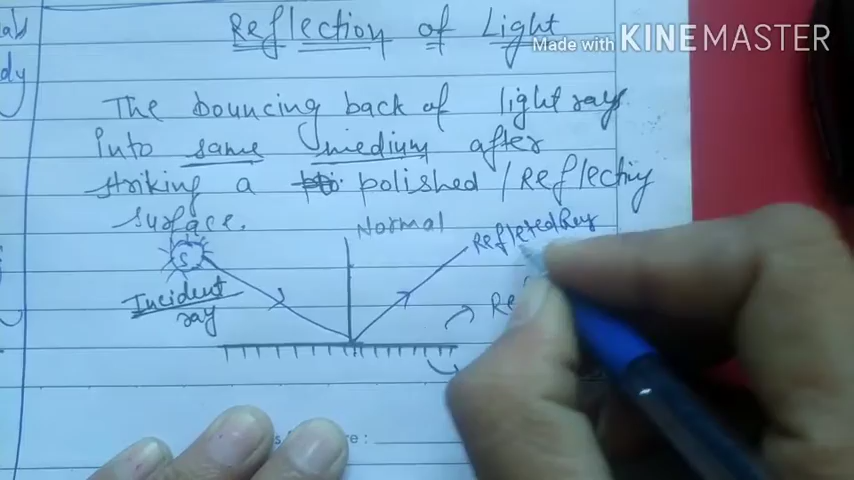 Reflection of Light
Made with KINEMASTER
The bouncing back of light rays
into same medium after
striking a polished / Reflecting
surface.
Normal
Reflected Ray
S
Incident
ray